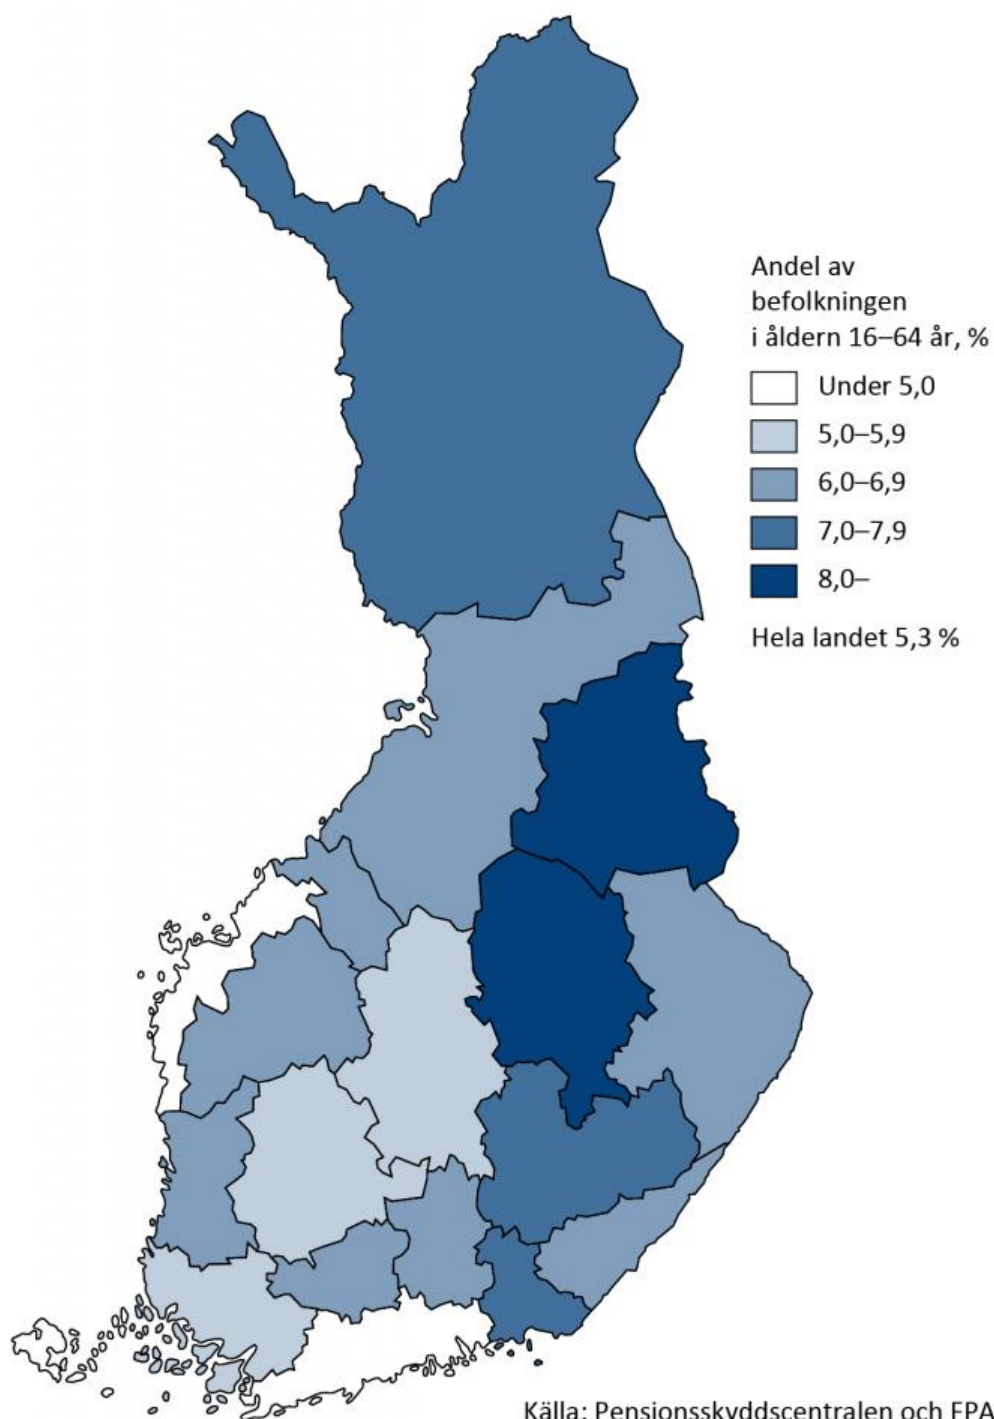 Andel av
befolkningen
i åldern 16–64 år, %
Under 5,0
5,0–5,9
6,0–6,9
7,0–7,9
8,0–
Hela landet 5,3 %
Källa: Pensionsskyddscentralen och FPA